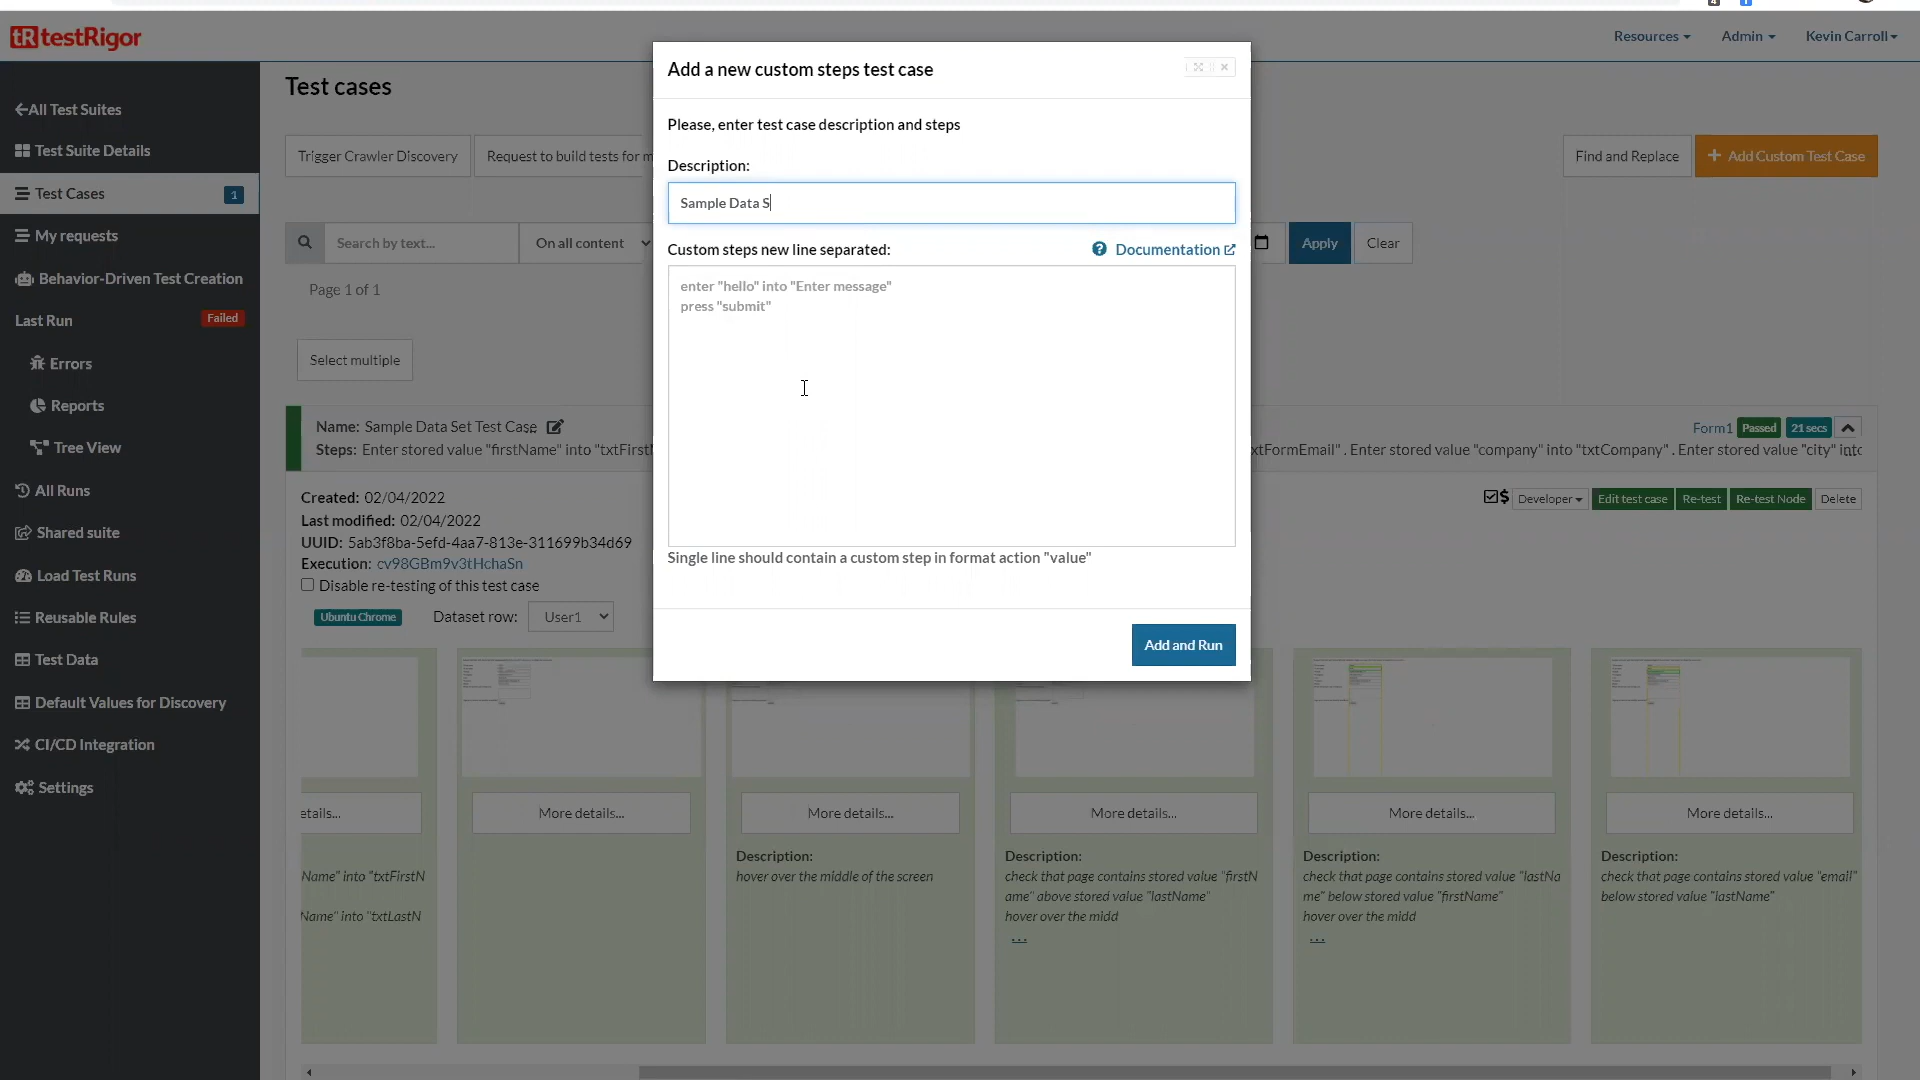 testRigor
Resources
Admin
Kevin Carroll
All Test Suites
Test Suite Details
Test Cases
1
My requests
Behavior-Driven Test Creation
Last Run
Failed
Errors
Reports
Tree View
All Runs
Shared suite
Load Test Runs
Reusable Rules
Test Data
Default Values for Discovery
CI/CD Integration
Settings
Test cases
Trigger Crawler Discovery
Request to build tests for m
Find and Replace
+ Add Custom Test Case
Search by text...
On all content
Apply
Clear
Page 1 of 1
Select multiple
Add a new custom steps test case
Please, enter test case description and steps
Description:
Sample Data S
Custom steps new line separated:
Documentation
enter "hello" into "Enter message"
press "submit"
Single line should contain a custom step in format action "value"
Add and Run
Name: Sample Data Set Test Case
Form1
Passed
21 secs
Steps: Enter stored value "firstName" into "txtFirstN
xtFormEmail" . Enter stored value "company" into "txtCompany" . Enter stored value "city" into
Created: 02/04/2022
Last modified: 02/04/2022
UUID: 5ab3f8ba-5efd-4aa7-813e-311699b34d69
Execution: cv98GBm9v3tHchaSn
Disable re-testing of this test case
Developer
Edit test case
Re-test
Re-test Node
Delete
Ubuntu Chrome
Dataset row:
User1
etails...
More details...
More details...
More details...
More details...
More details...
Name" into "txtFirstN
Name" into "txtLastN
Description:
hover over the middle of the screen
Description:
check that page contains stored value "firstN
ame" above stored value "lastName"
hover over the midd
...
Description:
check that page contains stored value "lastNa
me" below stored value "firstName"
hover over the midd
...
Description:
check that page contains stored value "email"
below stored value "lastName"